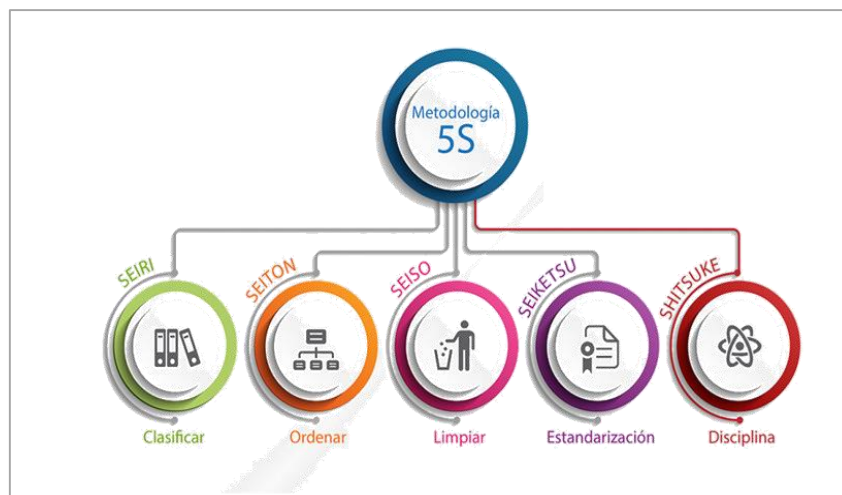 Metodología
5S
SEIRI
SEITON
SEISO
SEIKETSU
SHITSUKE
Clasificar
Ordenar
Limpiar
Estandarización
Disciplina